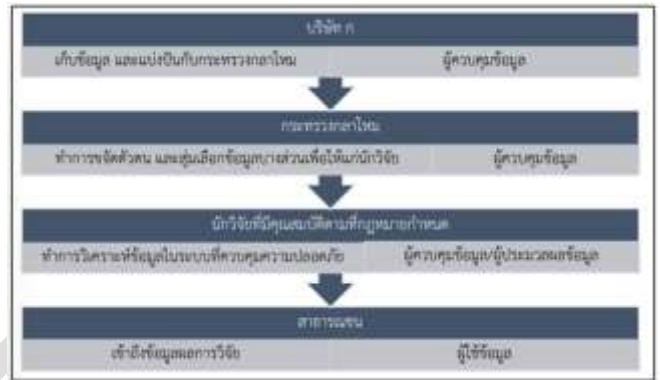 บริษัท ก
เก็บข้อมูล และแบ่งปันกับกระทรวงกลาโหม ผู้ควบคุมข้อมูล
กระทรวงกลาโหม
ทำการขจัดตัวตน และสุ่มเลือกข้อมูลบางส่วนเพื่อให้แก่นักวิจัย ผู้ควบคุมข้อมูล
นักวิจัยที่มีคุณสมบัติตามที่กฎหมายกำหนด
ทำการวิเคราะห์ข้อมูลในระบบที่ควบคุมความปลอดภัย ผู้ควบคุมข้อมูล/ผู้ประมวลผลข้อมูล
สาธารณชน
เข้าถึงข้อมูลผลการวิจัย ผู้ใช้ข้อมูล